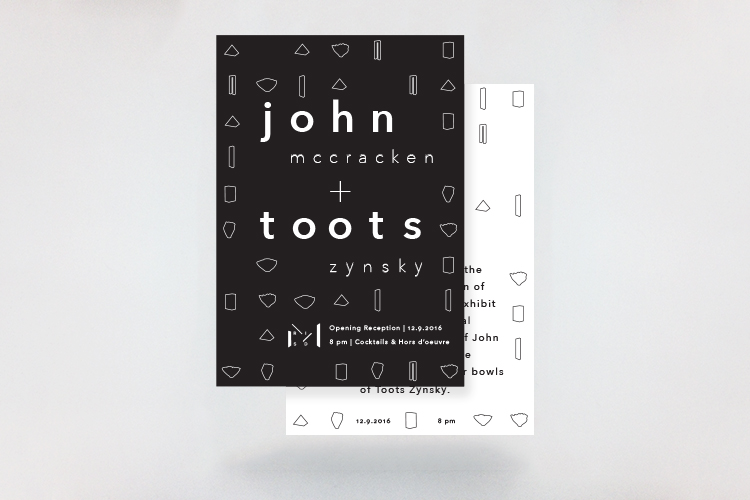 john
mccracken
+
toots
zynsky
Opening Reception | 12.9.2016
8 pm | Cocktails & Hors d'oeuvre
the
of
of John
bowls
of Toots Zynsky.
12.9.2016 8 pm